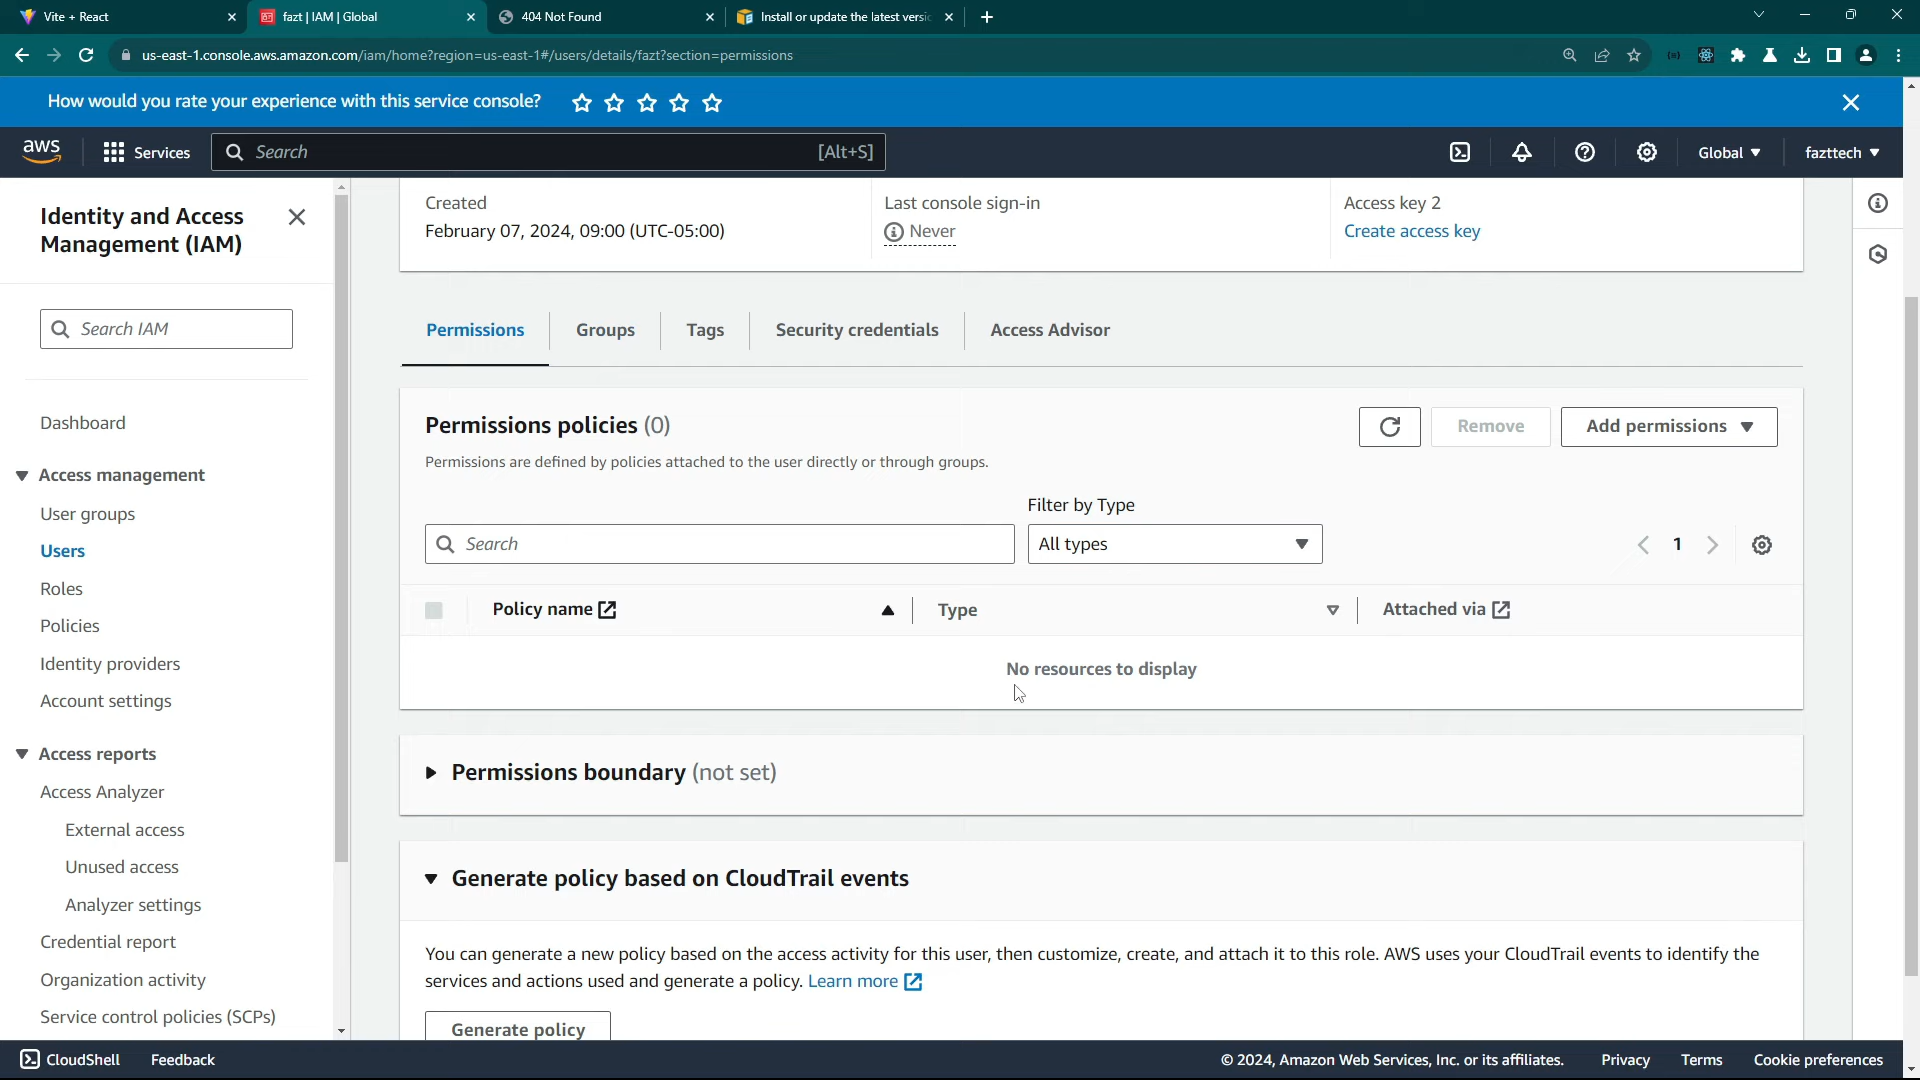 Vite + React
fazt | IAM | Global
404 Not Found
Install or update the latest versic
us-east-1.console.aws.amazon.com/iam/home?region=us-east-1#/users/details/fazt?section=permissions
How would you rate your experience with this service console?
aws
Services
Search
[Alt+S]
Global
fazttech
Identity and Access
Management (IAM)
Search IAM
Dashboard
Access management
User groups
Users
Roles
Policies
Identity providers
Account settings
Access reports
Access Analyzer
External access
Unused access
Analyzer settings
Credential report
Organization activity
Service control policies (SCPs)
Created
February 07, 2024, 09:00 (UTC-05:00)
Last console sign-in
Never
Access key 2
Create access key
Permissions
Groups
Tags
Security credentials
Access Advisor
Permissions policies (0)
Remove
Add permissions
Permissions are defined by policies attached to the user directly or through groups.
Filter by Type
Search
All types
1
Policy name
Type
Attached via
No resources to display
Permissions boundary (not set)
Generate policy based on CloudTrail events
You can generate a new policy based on the access activity for this user, then customize, create, and attach it to this role. AWS uses your CloudTrail events to identify the
services and actions used and generate a policy. Learn more
Generate policy
CloudShell
Feedback
© 2024, Amazon Web Services, Inc. or its affiliates.
Privacy
Terms
Cookie preferences